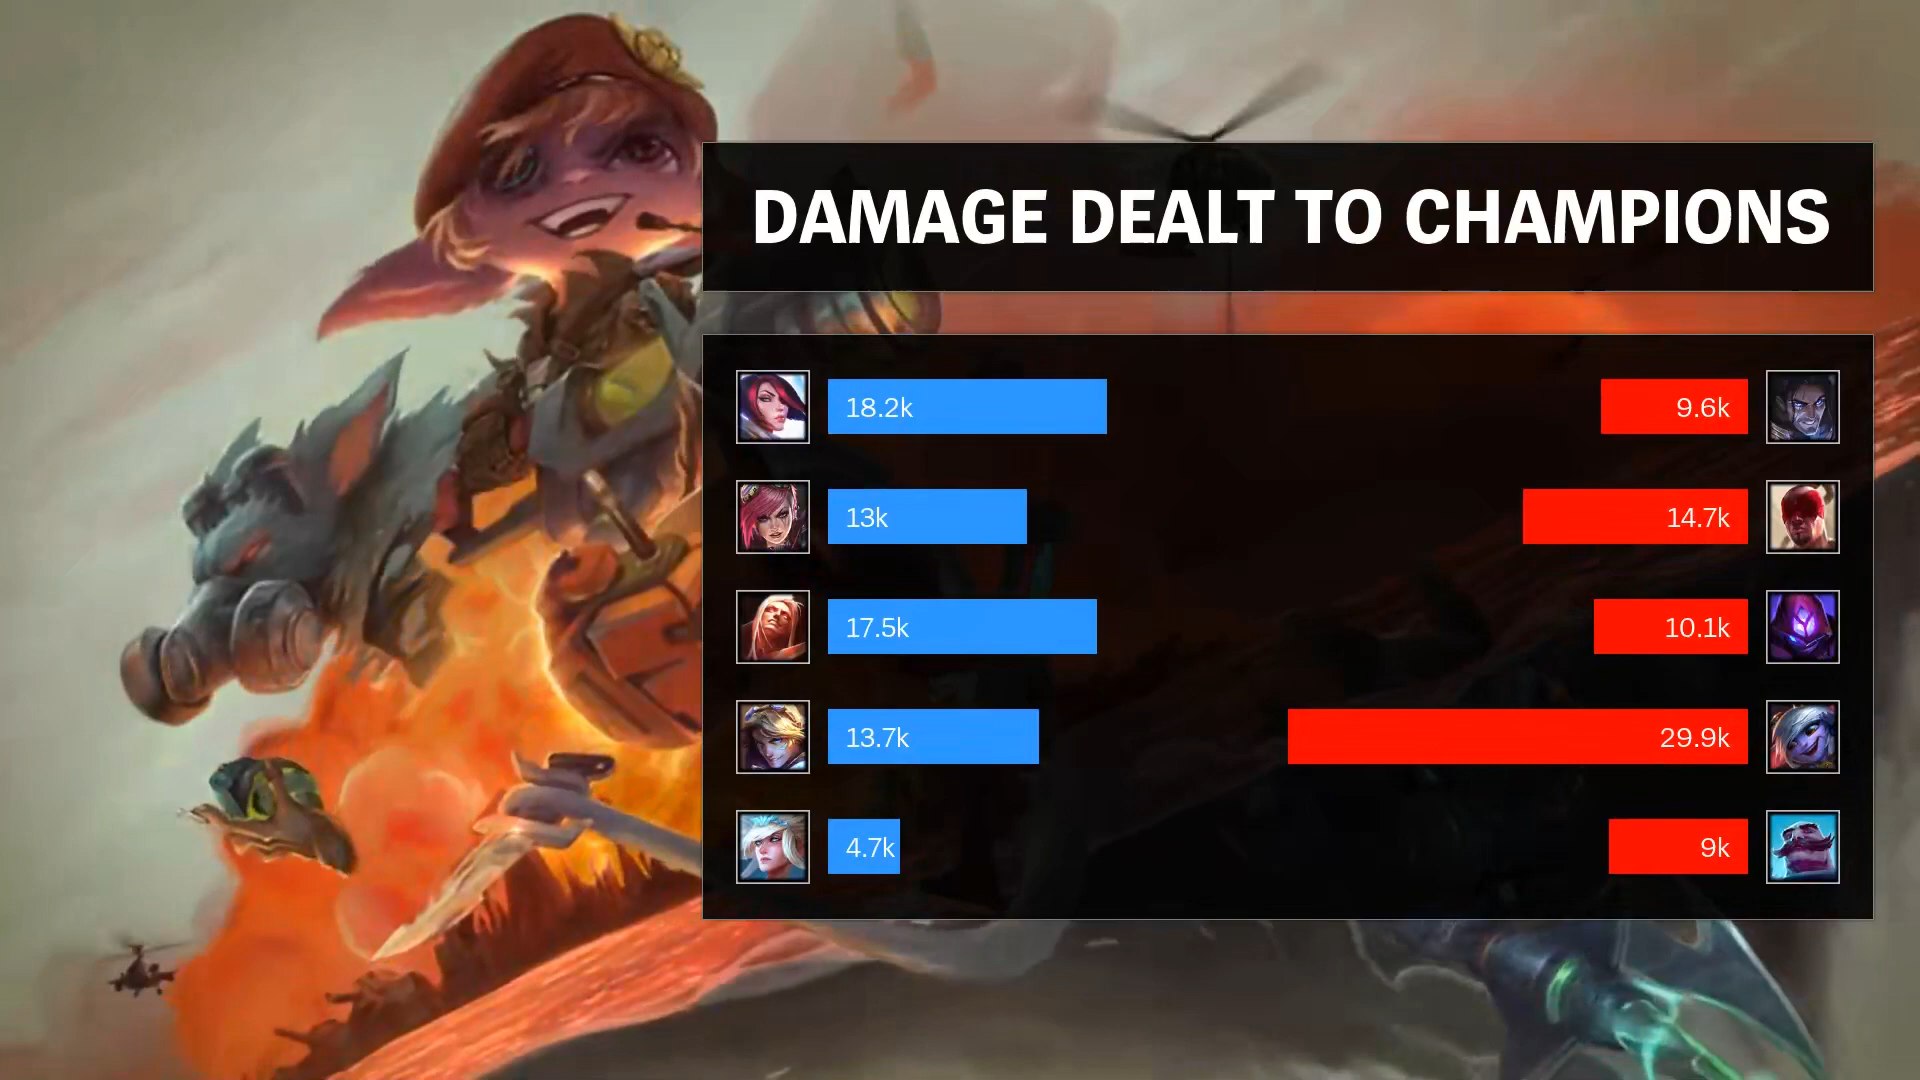 DAMAGE DEALT TO CHAMPIONS
18.2k 9.6k
13k 14.7k
17.5k 10.1k
13.7k 29.9k
4.7k 9k